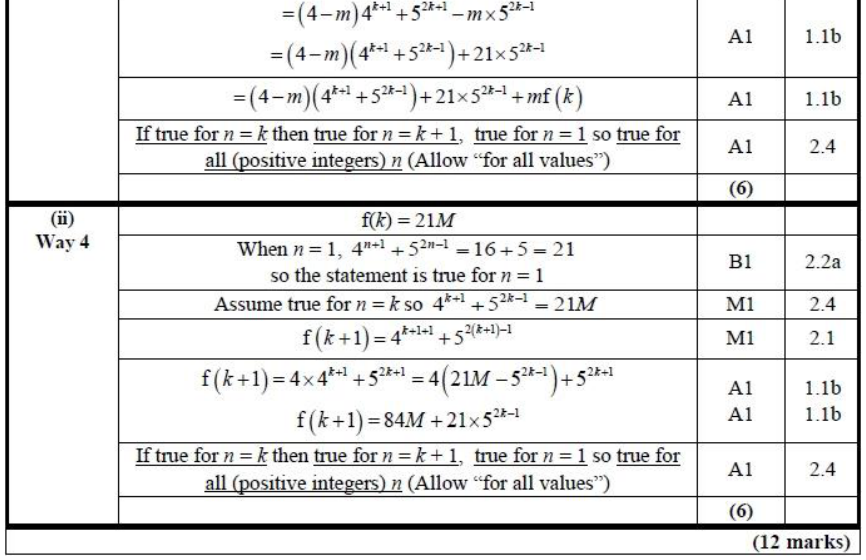 =(4−m)4^{k+1}+5^{2k+1}−m×5^{2k−1}
=(4−m)(4^{k+1}+5^{2k−1})+21×5^{2k−1}
A1 1.1b
=(4−m)(4^{k+1}+5^{2k−1})+21×5^{2k−1}+mf(k)
A1 1.1b
If true for n = k then true for n = k + 1, true for n = 1 so true for
all (positive integers) n (Allow “for all values”)
A1 2.4
(6)
(ii)
Way 4
f(k) = 21M
When n = 1, 4^{n+1}+5^{2n−1}=16+5=21
so the statement is true for n = 1
B1 2.2a
Assume true for n = k so 4^{k+1}+5^{2k−1}=21M
M1 2.4
f(k+1)=4^{k+1+1}+5^{2(k+1)−1}
M1 2.1
f(k+1)=4×4^{k+1}+5^{2k+1}=4(21M−5^{2k−1})+5^{2k+1}
A1 1.1b
f(k+1)=84M+21×5^{2k−1}
A1 1.1b
If true for n = k then true for n = k + 1, true for n = 1 so true for
all (positive integers) n (Allow “for all values”)
A1 2.4
(6)
(12 marks)